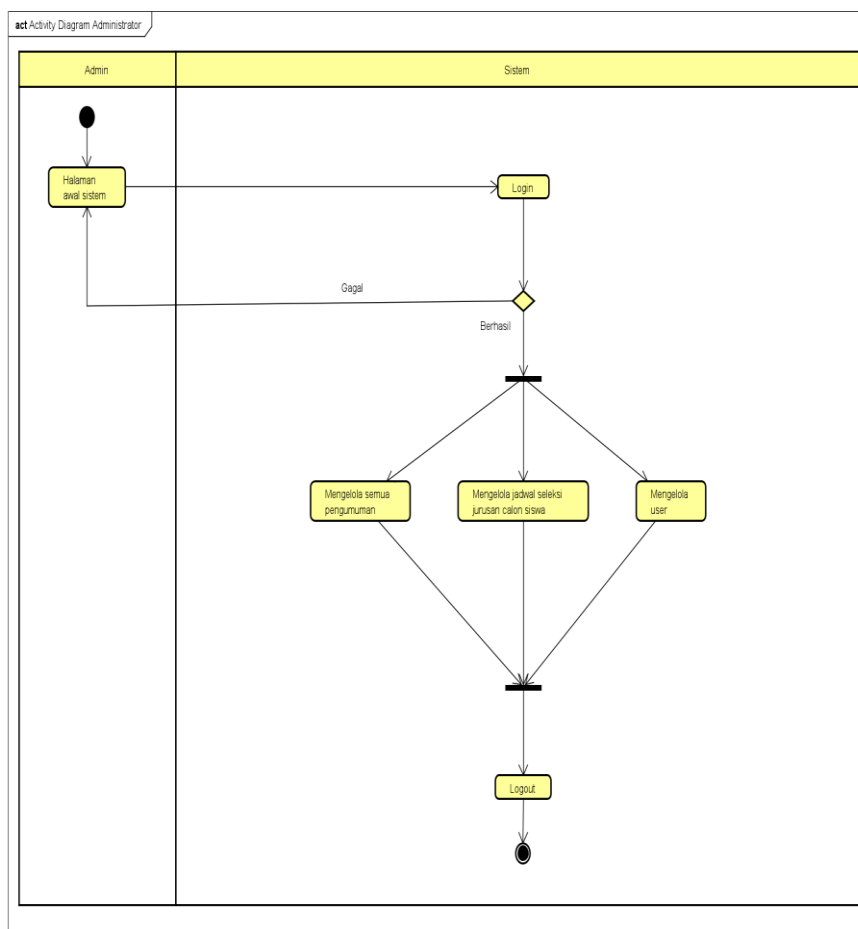 act Activity Diagram Administrator
Admin
Sistem
Halaman
awal sistem
Login
Gagal
Berhasil
Mengelola semua
pengumuman
Mengelola jadwal seleksi
jurusan calon siswa
Mengelola
user
Logout